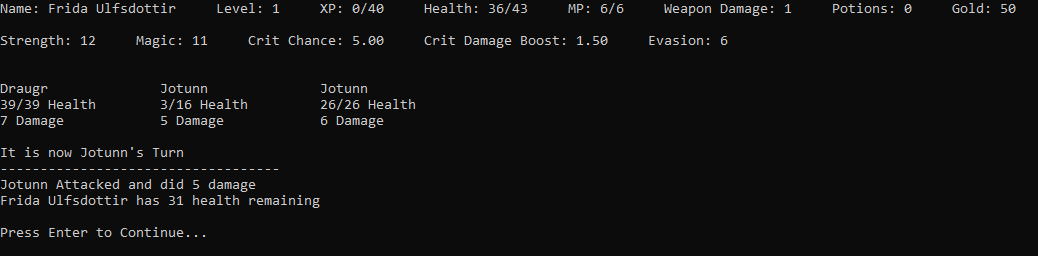 Name: Frida Ulfsdottir     Level: 1     XP: 0/40     Health: 36/43     MP: 6/6     Weapon Damage: 1     Potions: 0     Gold: 50
Strength: 12     Magic: 11     Crit Chance: 5.00     Crit Damage Boost: 1.50     Evasion: 6
Draugr              Jotunn              Jotunn
39/39 Health        3/16 Health         26/26 Health
7 Damage            5 Damage            6 Damage
It is now Jotunn's Turn
-----------------------------------
Jotunn Attacked and did 5 damage
Frida Ulfsdottir has 31 health remaining
Press Enter to Continue...